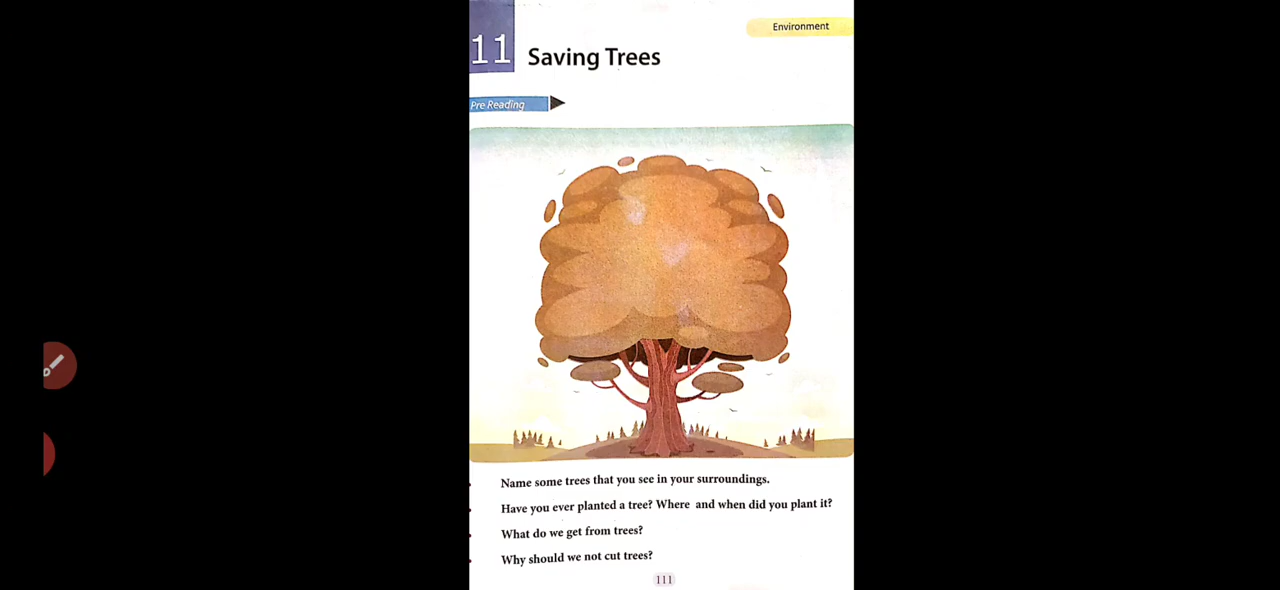 Environment
11
Saving Trees
Pre Reading
Name some trees that you see in your surroundings.
Have you ever planted a tree? Where and when did you plant it?
What do we get from trees?
Why should we not cut trees?
111